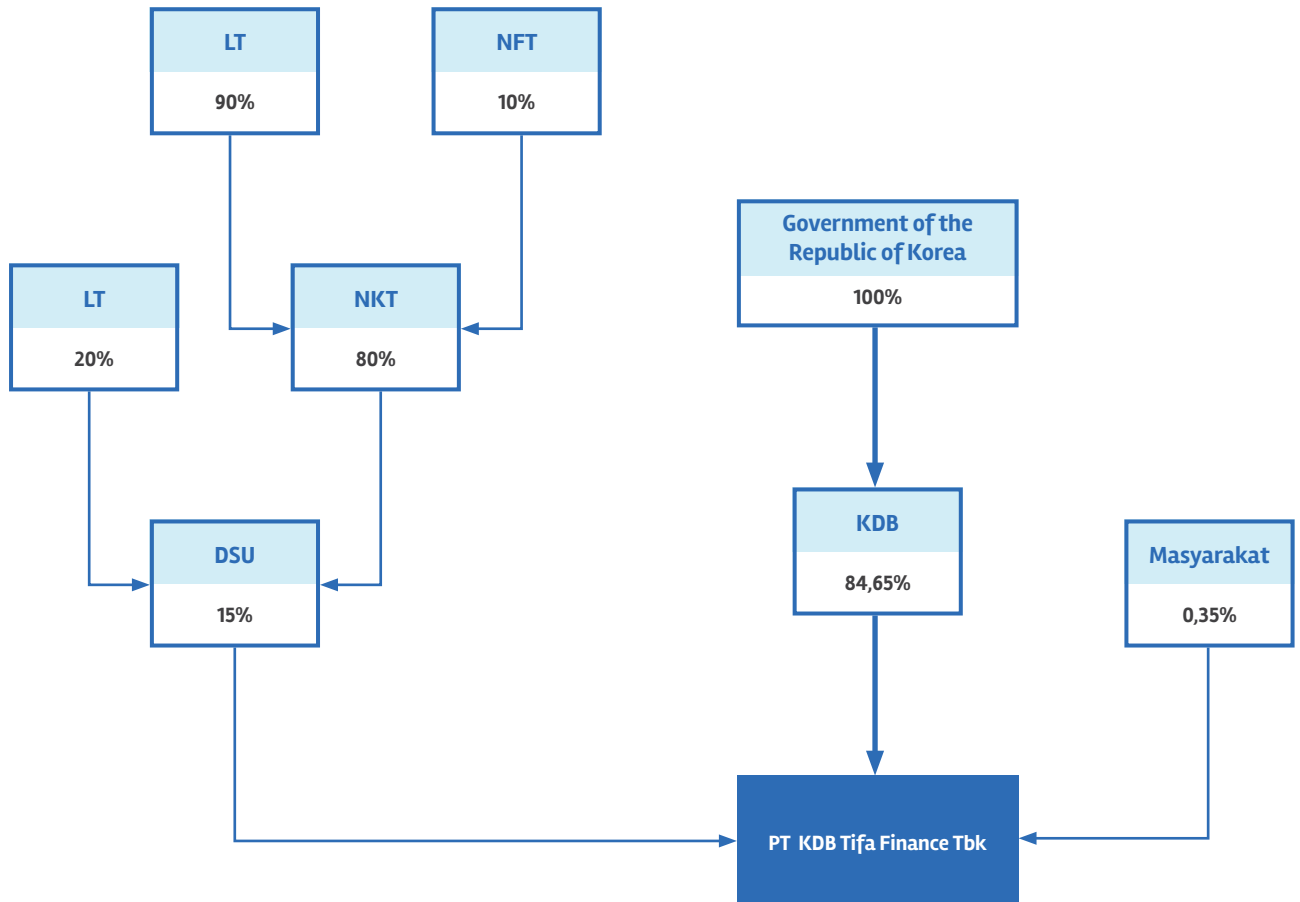 LT
90%
NFT
10%
Government of the
Republic of Korea
100%
LT
20%
NKT
80%
KDB
84,65%
DSU
15%
Masyarakat
0,35%
PT KDB Tifa Finance Tbk